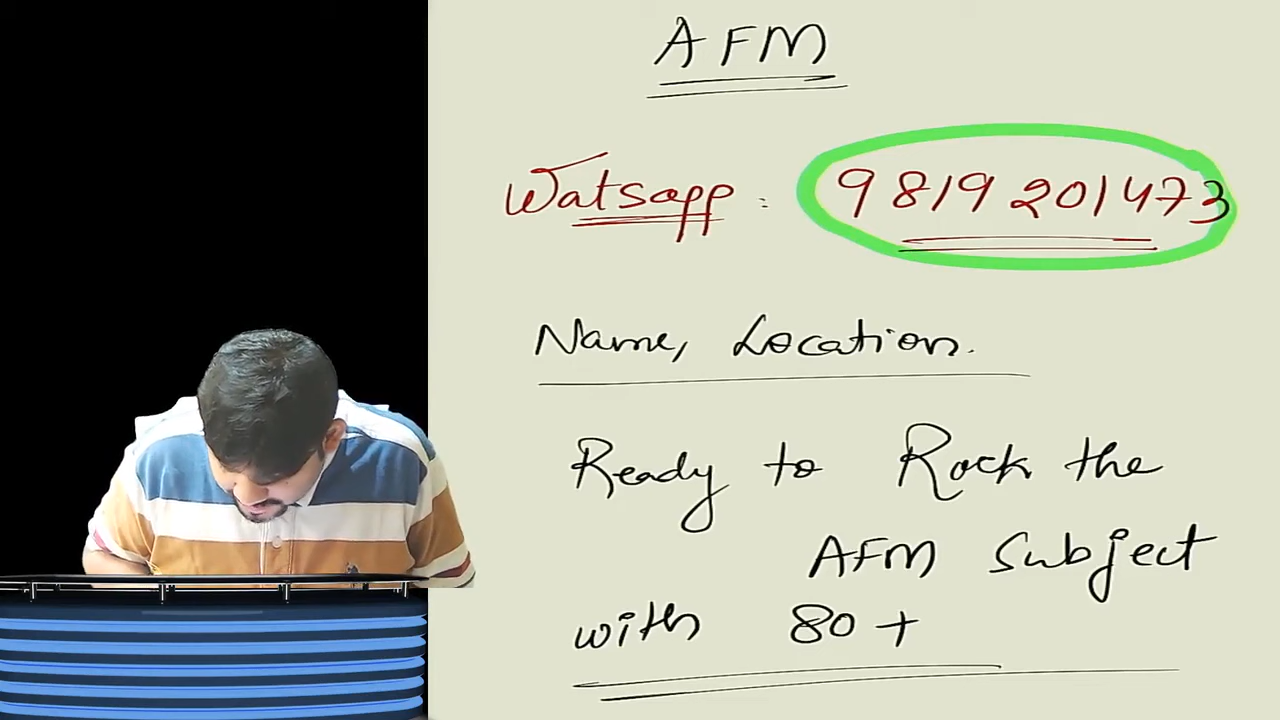 AFM
Watsapp : 9819201473
Name, Location.
Ready to Rock the
AFM Subject
with 80+